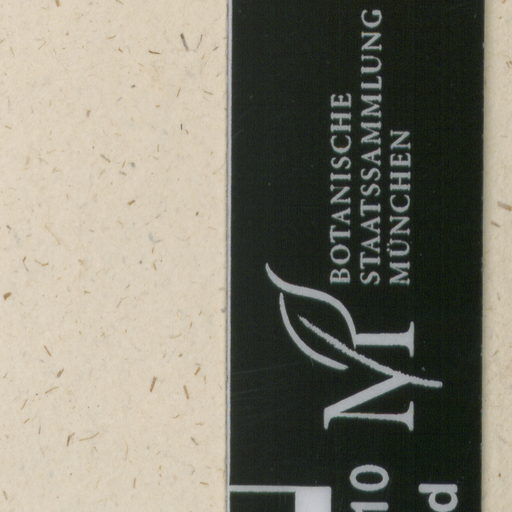 BOTANISCHE
STAATSSAMMLUNG
MÜNCHEN
M
10
d